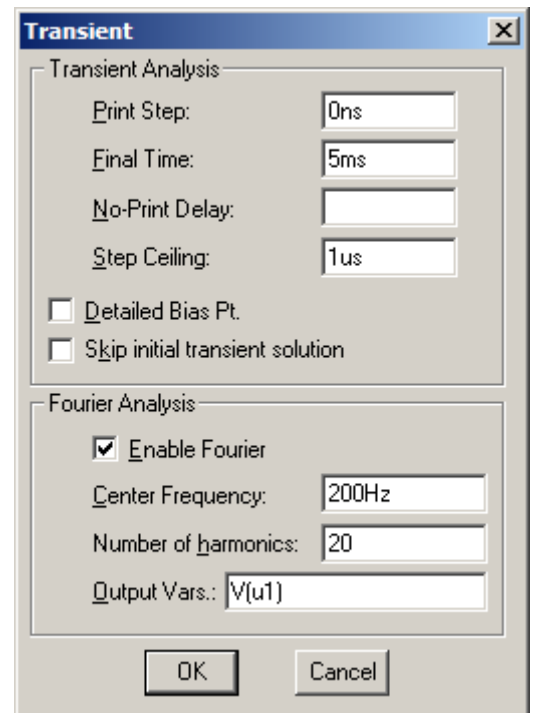 Transient
Transient Analysis
Print Step: 0ns
Final Time: 5ms
No-Print Delay:
Step Ceiling: 1us
Detailed Bias Pt.
Skip initial transient solution
Fourier Analysis
Enable Fourier
Center Frequency: 200Hz
Number of harmonics: 20
Output Vars.: V(u1)
OK Cancel